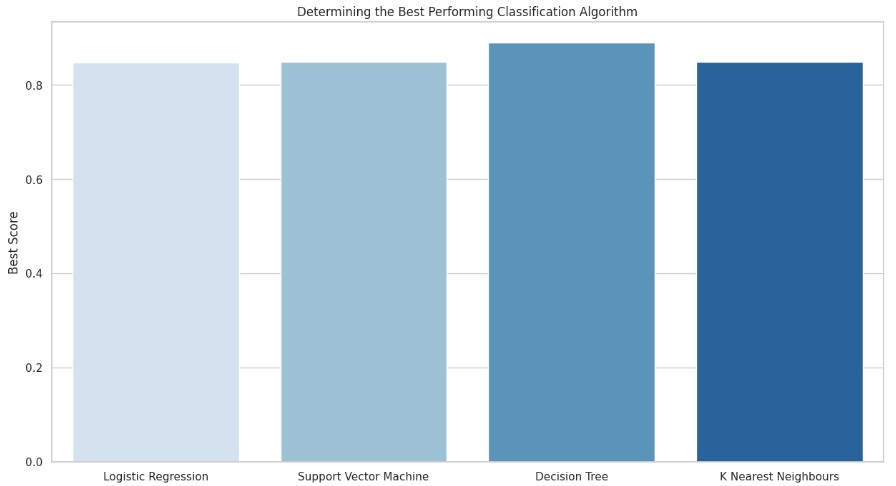 Determining the Best Performing Classification Algorithm
Best Score
0.8
0.6
0.4
0.2
0.0
Logistic Regression
Support Vector Machine
Decision Tree
K Nearest Neighbours